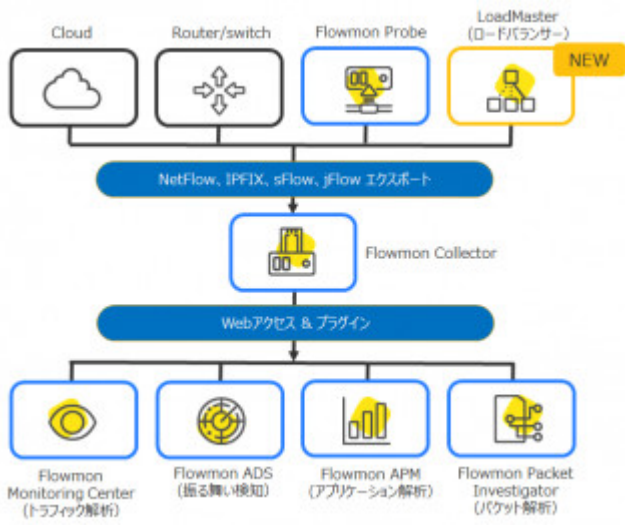 Cloud
Router/switch
Flowmon Probe
LoadMaster
(ロードバランサー)
NEW
NetFlow、IPFIX、sFlow、jFlow エクスポート
Flowmon Collector
Webアクセス & プラグイン
Flowmon
Monitoring Center
(トラフィック解析)
Flowmon ADS
(振る舞い検知)
Flowmon APM
(アプリケーション解析)
Flowmon Packet
Investigator
(パケット解析)